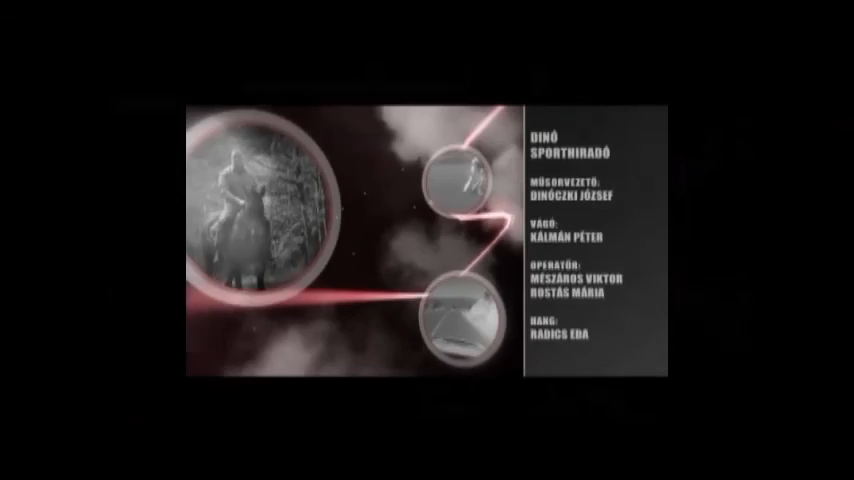 DINÓ
SPORTHIRADÓ
MŰSORVEZETŐ:
DINÓCZKI JÓZSEF
VÁGÓ:
KÁLMÁN PÉTER
OPERATŐR:
MÉSZÁROS VIKTOR
ROSTÁS MÁRIA
HANG:
RADICS EDA